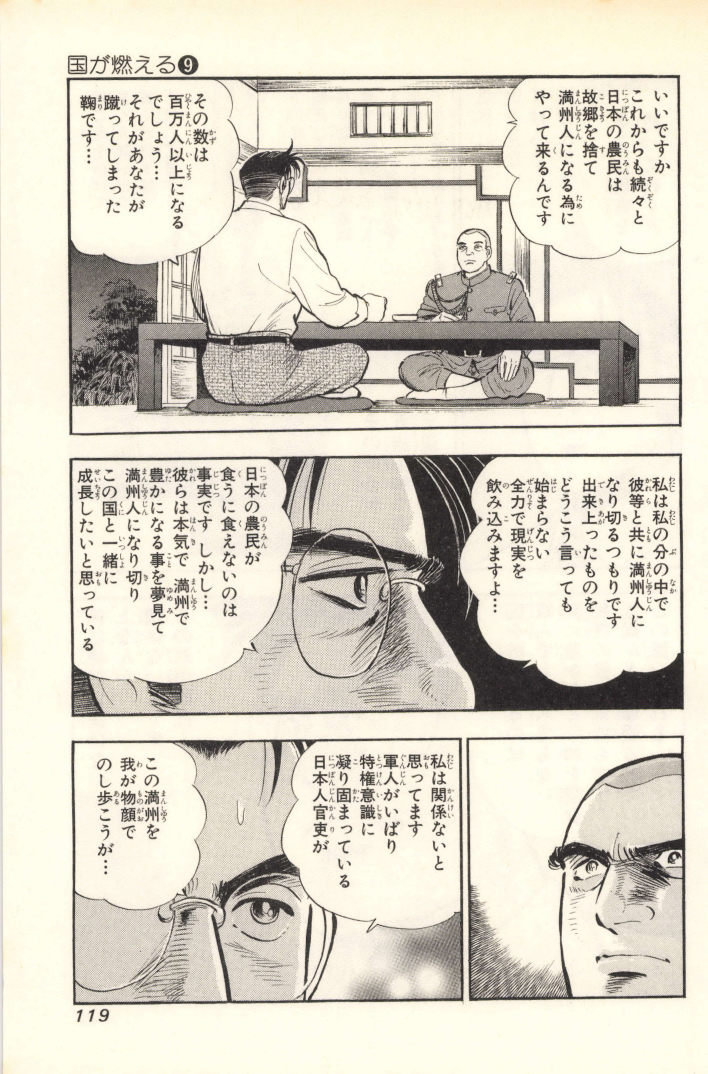 国が燃える❾
いいですか
これからも続々と
日本の農民は
故郷を捨て
満州人になる為に
やって来るんです
その数は
百万人以上になる
でしょう…
それがあなたが
蹴ってしまった
鞠です…
私は私の分の中で
彼等と共に満州人に
なり切るつもりです
出来上ったものを
どうこう言っても
始まらない
全力で現実を
飲み込みますよ…
日本の農民が
食うに食えないのは
事実です しかし…
彼らは本気で 満州で
豊かになる事を夢見て
満州人になり切り
この国と一緒に
成長したいと思っている
私は関係ないと
思ってます
軍人がいばり
特権意識に
凝り固まっている
日本人官吏が
この満州を
我が物顔で
のし歩こうが…
119